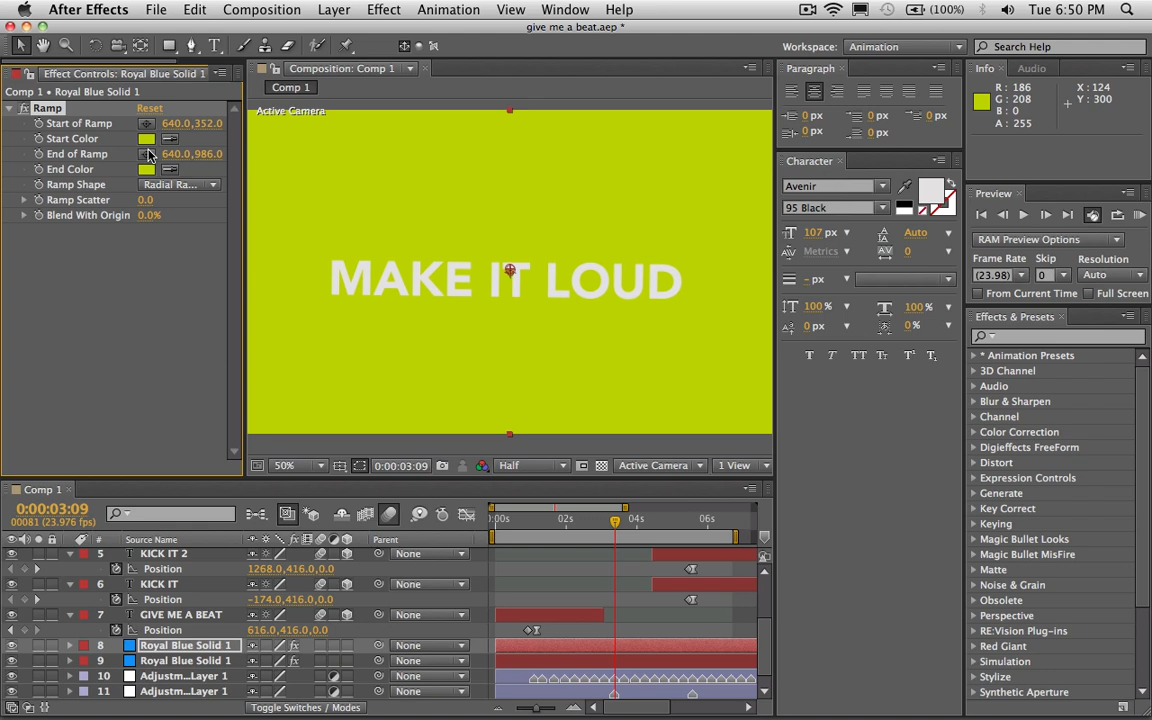 After Effects File Edit Composition Layer Effect Animation View Window Help (100%) Tue 6:50 PM
give me a beat.aep *
Workspace: Animation Search Help
Effect Controls: Royal Blue Solid 1
Comp 1 • Royal Blue Solid 1
fx Ramp Reset
Start of Ramp 640.0,352.0
Start Color
End of Ramp 640.0,986.0
End Color
Ramp Shape Radial Ra...
Ramp Scatter 0.0
Blend With Origin 0.0%
Composition: Comp 1
Comp 1
Active Camera
MAKE IT LOUD
50% 0:00:03:09 Half Active Camera 1 View
Paragraph
0 px 0 px 0 px
0 px 0 px
Character
Avenir
95 Black
107 px Auto
Metrics 0
- px
100 % 100 %
0 px 0 %
T T TT Tt T¹ T₁
Info Audio
R : 186
G : 208
B : 0
A : 255
X : 124
Y : 300
Preview
RAM Preview Options
Frame Rate Skip Resolution
(23.98) 0 Auto
From Current Time Full Screen
Effects & Presets
* Animation Presets
3D Channel
Audio
Blur & Sharpen
Channel
Color Correction
Digieffects FreeForm
Distort
Expression Controls
Generate
Key Correct
Keying
Magic Bullet Looks
Magic Bullet MisFire
Matte
Noise & Grain
Obsolete
Perspective
RE:Vision Plug-ins
Red Giant
Simulation
Stylize
Synthetic Aperture
Comp 1
0:00:03:09
00081 (23.976 fps)
:00s 02s 04s 06s
# Source Name Parent
5 T KICK IT 2 None
Position 1268.0,416.0,0.0
6 T KICK IT None
Position -174.0,416.0,0.0
7 T GIVE ME A BEAT None
Position 616.0,416.0,0.0
8 Royal Blue Solid 1 fx None
9 Royal Blue Solid 1 fx None
10 Adjustm...Layer 1 None
11 Adjustm...Layer 1 None
Toggle Switches / Modes